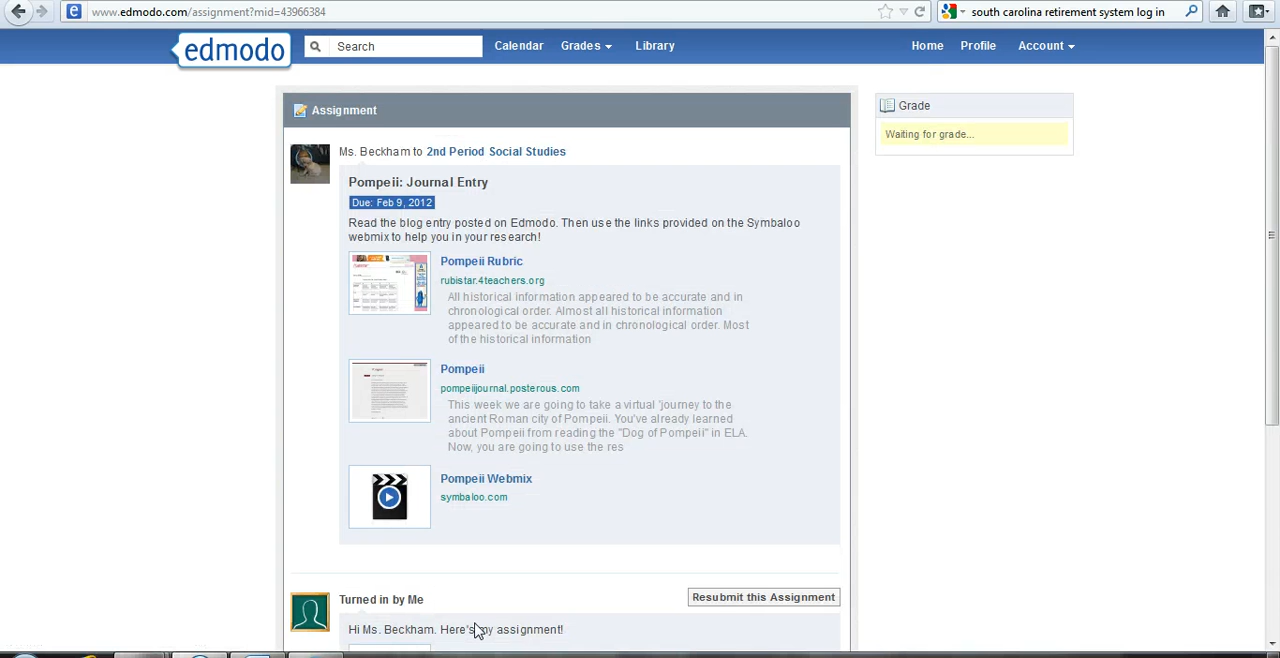 www.edmodo.com/assignment?mid=43966384
south carolina retirement system log in
edmodo
Search
Calendar
Grades
Library
Home
Profile
Account
Assignment
Grade
Waiting for grade...
Ms. Beckham to 2nd Period Social Studies
Pompeii: Journal Entry
Due: Feb 9, 2012
Read the blog entry posted on Edmodo. Then use the links provided on the Symbaloo
webmix to help you in your research!
Pompeii Rubric
rubistar.4teachers.org
All historical information appeared to be accurate and in
chronological order. Almost all historical information
appeared to be accurate and in chronological order. Most
of the historical information
Pompeii
pompeiijournal.posterous.com
This week we are going to take a virtual 'journey to the
ancient Roman city of Pompeii. You've already learned
about Pompeii from reading the "Dog of Pompeii" in ELA.
Now, you are going to use the res
Pompeii Webmix
symbaloo.com
Turned in by Me
Resubmit this Assignment
Hi Ms. Beckham. Here's my assignment!